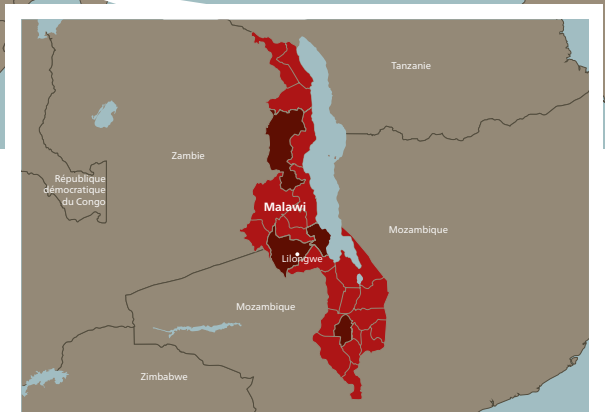 Tanzanie
Zambie
République
démocratique
du Congo
Malawi
Mozambique
Lilongwe
Mozambique
Zimbabwe